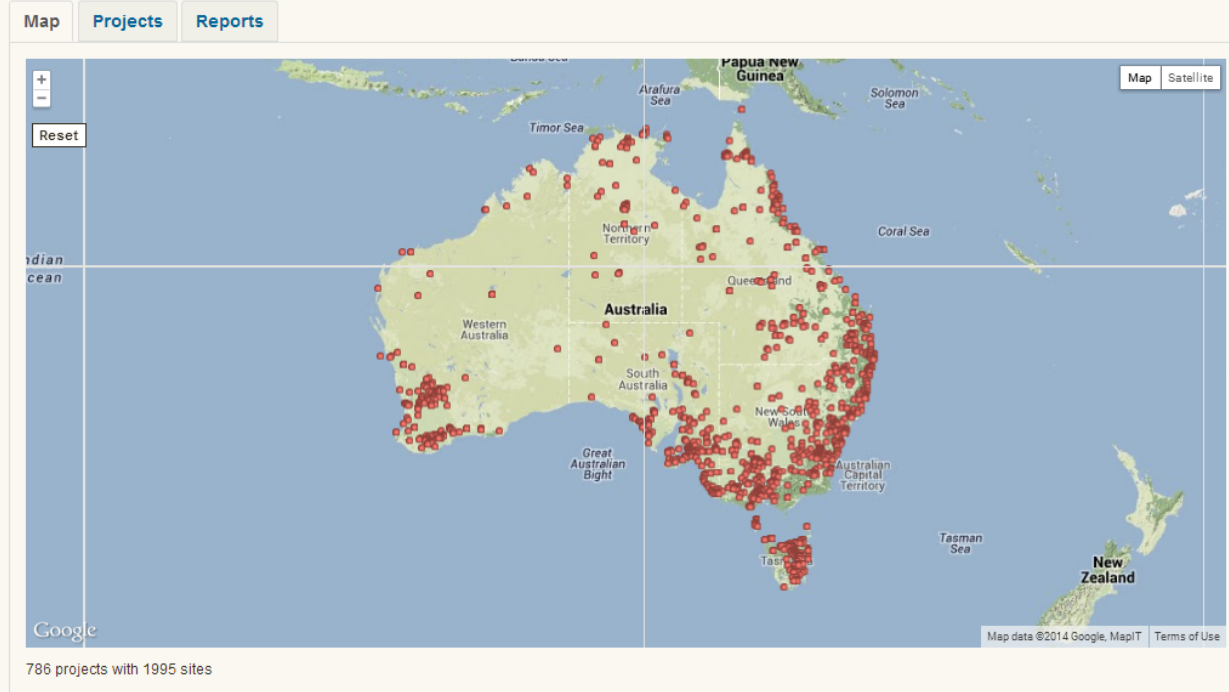 Map Projects Reports
Papua New
Guinea
Map Satellite
Arafura
Sea
Solomon
Sea
Timor Sea
Reset
Northern
Territory
Coral Sea
Queensland
Australia
Western
Australia
South
Australia
New South
Wales
Great
Australian
Bight
Australian
Capital
Territory
Tasman
Sea
New
Zealand
Google
Map data ©2014 Google, MapIT Terms of Use
786 projects with 1995 sites